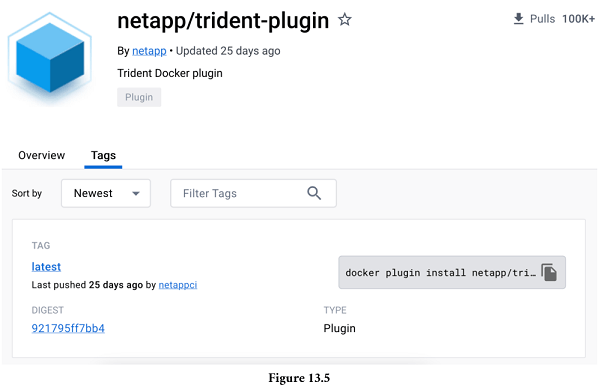 netapp/trident-plugin
Pulls 100K+
By netapp • Updated 25 days ago
Trident Docker plugin
Plugin
Overview Tags
Sort by Newest Filter Tags
TAG
latest
docker plugin install netapp/tri…
Last pushed 25 days ago by netappci
DIGEST TYPE
921795ff7bb4 Plugin
Figure 13.5